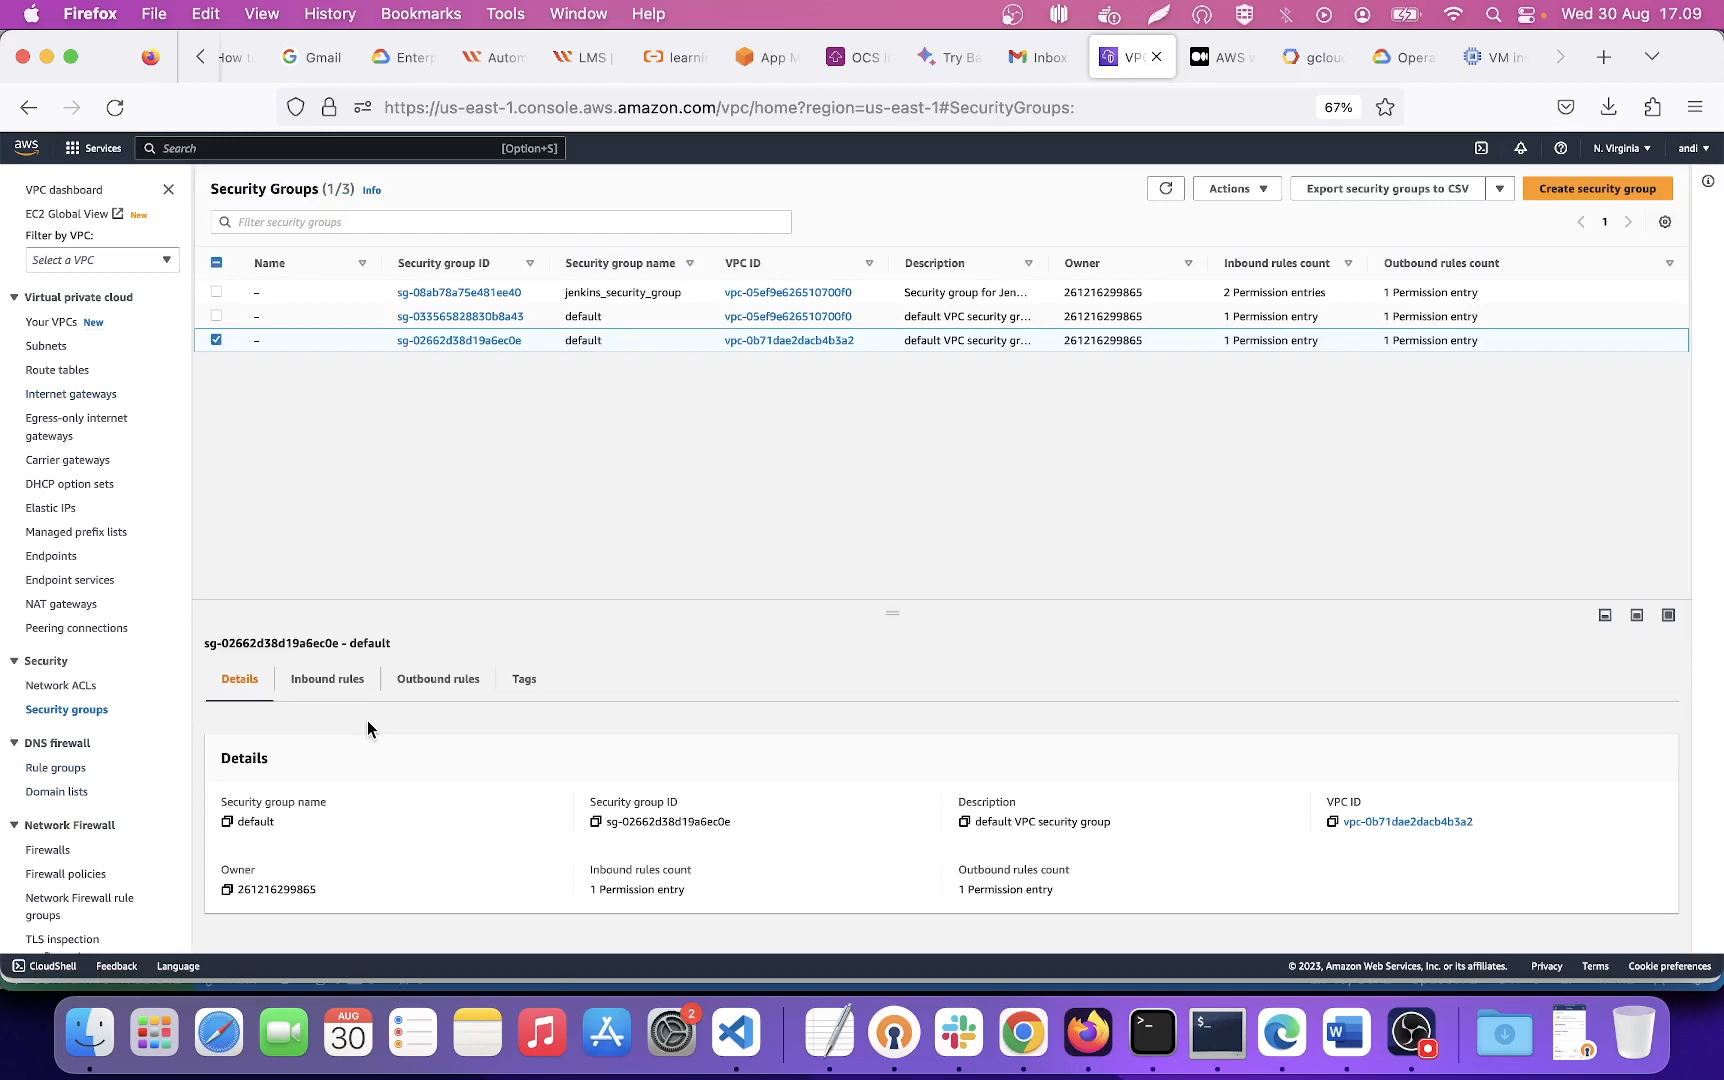 Firefox File Edit View History Bookmarks Tools Window Help Wed 30 Aug 17.09
How t Gmail Enterp Autom LMS | learnin App M OCS I Try Ba Inbox VPC AWS v gclou Opera VM in
https://us-east-1.console.aws.amazon.com/vpc/home?region=us-east-1#SecurityGroups: 67%
aws Services Search [Option+S] N. Virginia andi
VPC dashboard
EC2 Global View New
Filter by VPC:
Select a VPC
Virtual private cloud
Your VPCs New
Subnets
Route tables
Internet gateways
Egress-only internet
gateways
Carrier gateways
DHCP option sets
Elastic IPs
Managed prefix lists
Endpoints
Endpoint services
NAT gateways
Peering connections
Security
Network ACLs
Security groups
DNS firewall
Rule groups
Domain lists
Network Firewall
Firewalls
Firewall policies
Network Firewall rule
groups
TLS inspection
Security Groups (1/3) Info
Actions Export security groups to CSV Create security group
Filter security groups 1
Name Security group ID Security group name VPC ID Description Owner Inbound rules count Outbound rules count
– sg-08ab78a75e481ee40 jenkins_security_group vpc-05ef9e626510700f0 Security group for Jen... 261216299865 2 Permission entries 1 Permission entry
– sg-033565828830b8a43 default vpc-05ef9e626510700f0 default VPC security gr... 261216299865 1 Permission entry 1 Permission entry
– sg-02662d38d19a6ec0e default vpc-0b71dae2dacb4b3a2 default VPC security gr... 261216299865 1 Permission entry 1 Permission entry
sg-02662d38d19a6ec0e - default
Details Inbound rules Outbound rules Tags
Details
Security group name Security group ID Description VPC ID
default sg-02662d38d19a6ec0e default VPC security group vpc-0b71dae2dacb4b3a2
Owner Inbound rules count Outbound rules count
261216299865 1 Permission entry 1 Permission entry
CloudShell Feedback Language © 2023, Amazon Web Services, Inc. or its affiliates. Privacy Terms Cookie preferences
AUG
30
2